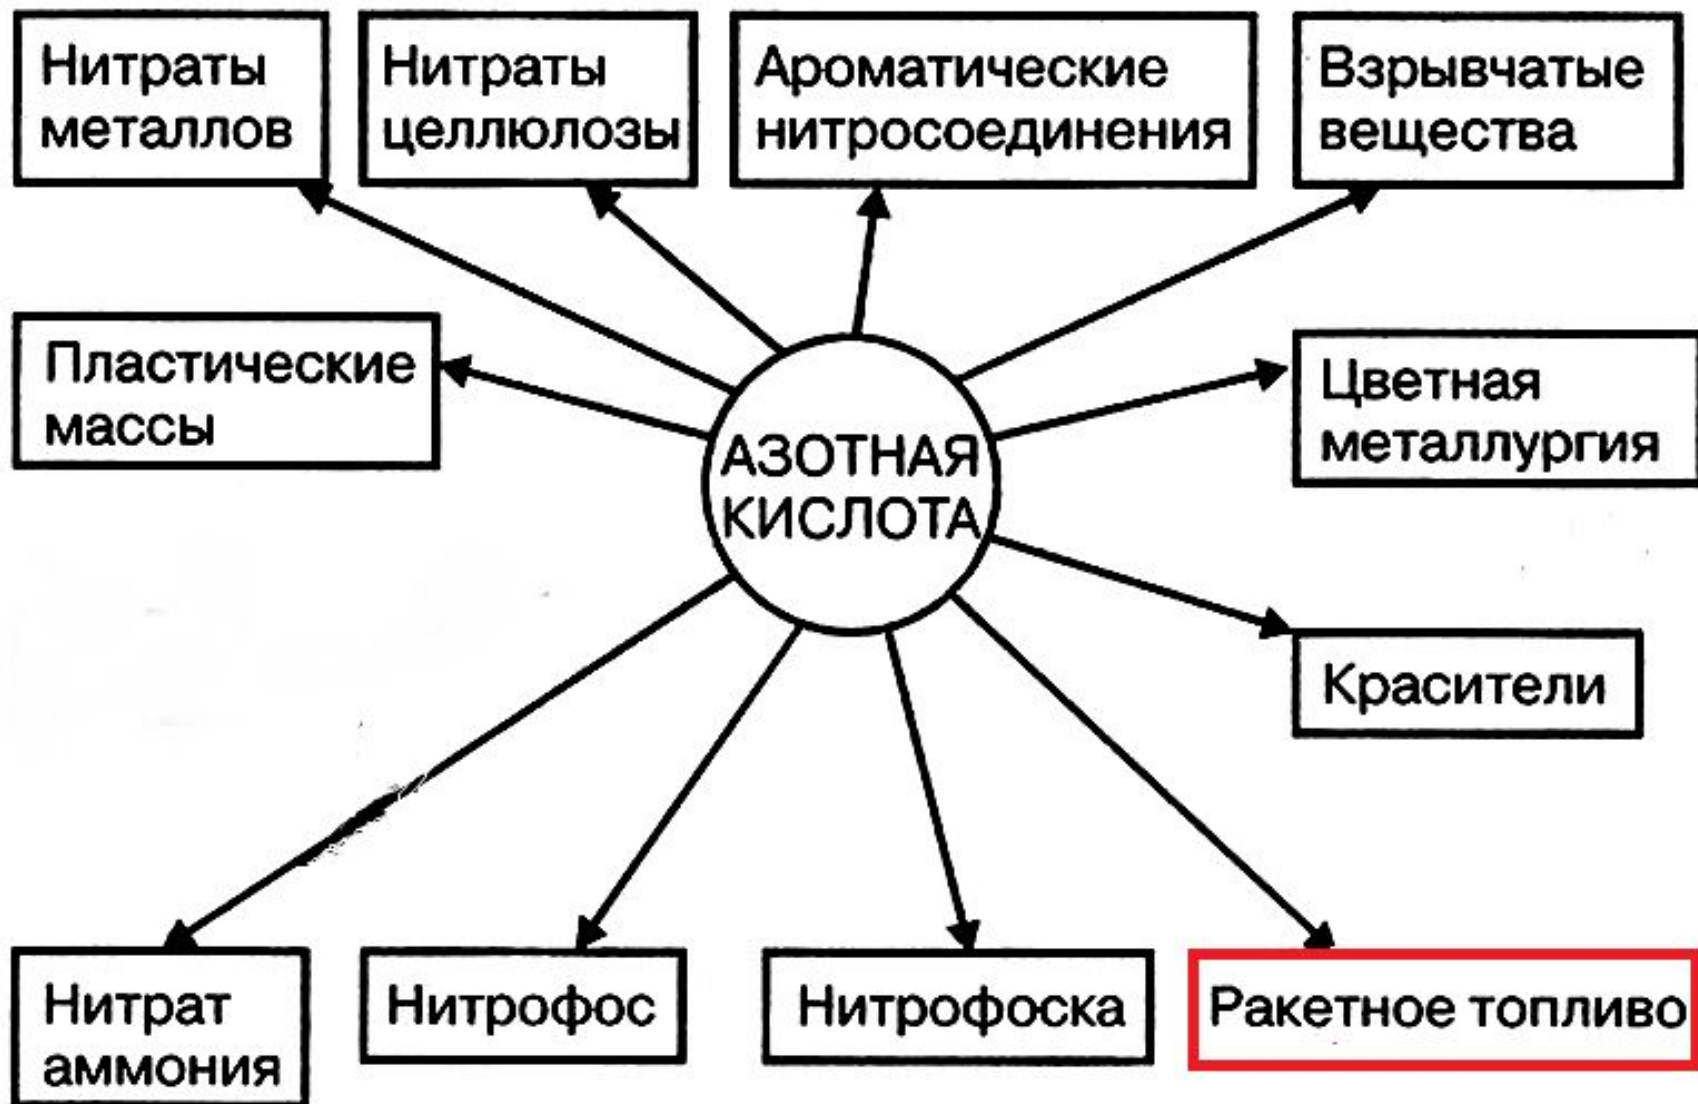 Нитраты
металлов
Нитраты
целлюлозы
Ароматические
нитросоединения
Взрывчатые
вещества
Пластические
массы
АЗОТНАЯ
КИСЛОТА
Цветная
металлургия
Красители
Нитрат
аммония
Нитрофос
Нитрофоска
Ракетное топливо